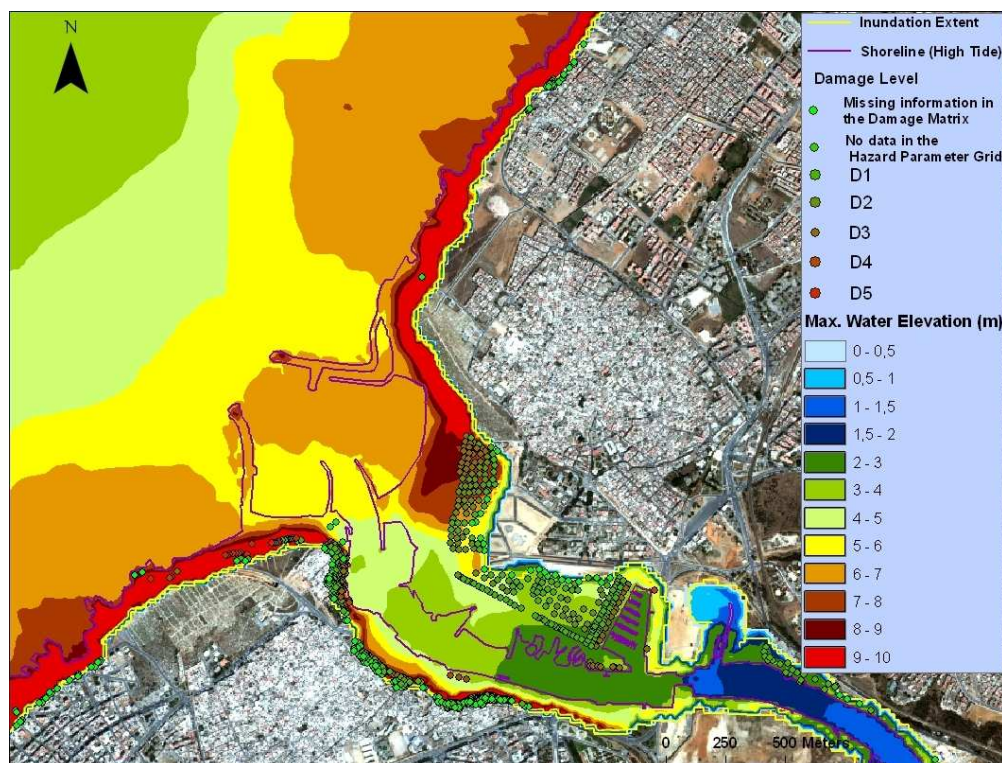 N
Inundation Extent
Shoreline (High Tide)
Damage Level
Missing information in
the Damage Matrix
No data in the
Hazard Parameter Grid
D1
D2
D3
D4
D5
Max. Water Elevation (m)
0 - 0,5
0,5 - 1
1 - 1,5
1,5 - 2
2 - 3
3 - 4
4 - 5
5 - 6
6 - 7
7 - 8
8 - 9
9 - 10
0 250 500 Meters